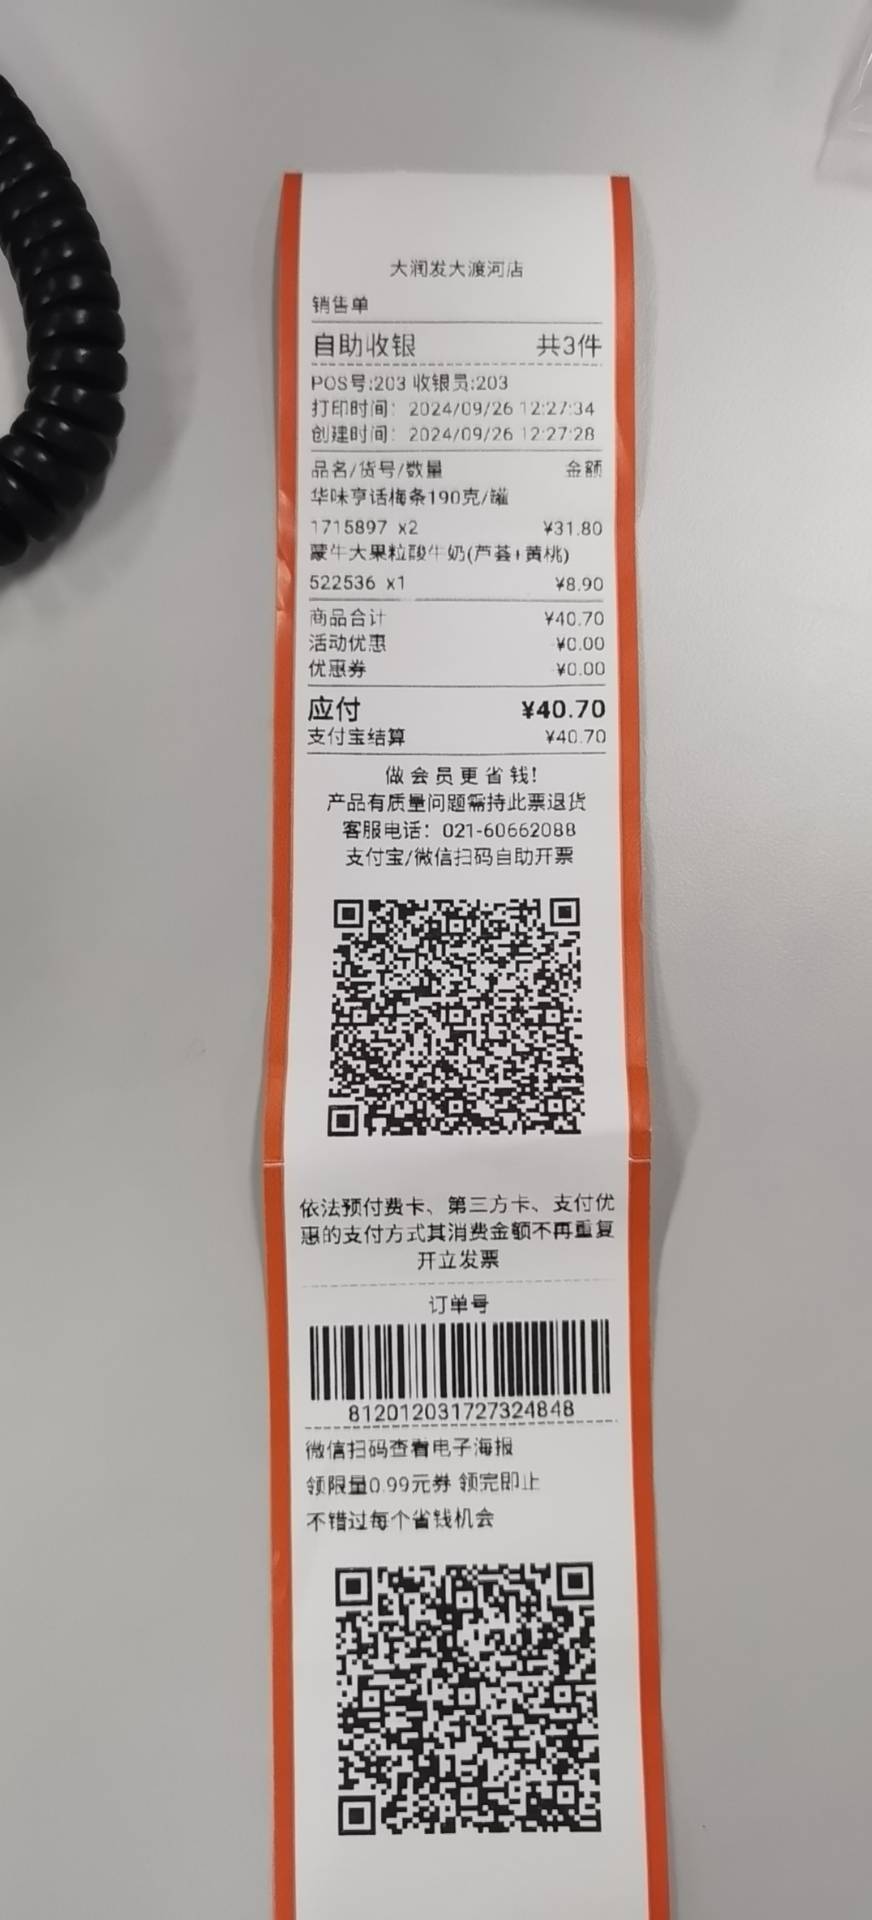 大润发大渡河店
销售单
自助收银 共3件
POS号:203 收银员:203
打印时间: 2024/09/26 12:27:34
创建时间: 2024/09/26 12:27:28
品名/货号/数量 金额
华味亨话梅条190克/罐
1715897 x2 ¥31.80
蒙牛大果粒酸牛奶(芦荟+黄桃)
522536 x1 ¥8.90
商品合计 ¥40.70
活动优惠 -¥0.00
优惠券 -¥0.00
应付 ¥40.70
支付宝结算 ¥40.70
做会员更省钱!
产品有质量问题需持此票退货
客服电话: 021-60662088
支付宝/微信扫码自助开票
依法预付费卡、第三方卡、支付优
惠的支付方式其消费金额不再重复
开立发票
订单号
812012031727324848
微信扫码查看电子海报
领限量0.99元券 领完即止
不错过每个省钱机会